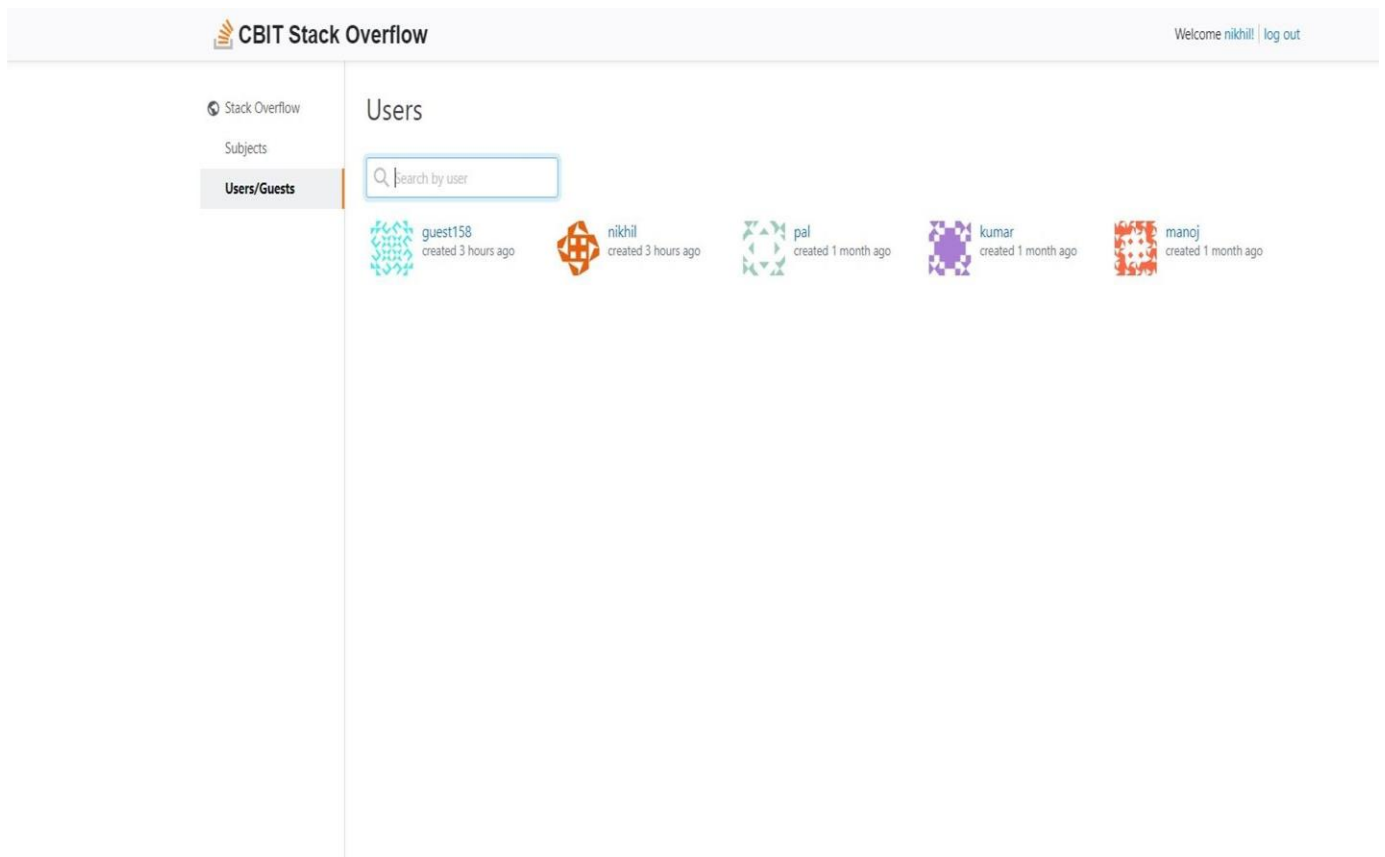 CBIT Stack Overflow
Welcome nikhil! log out
Stack Overflow
Subjects
Users/Guests
Users
Search by user
guest158
created 3 hours ago
nikhil
created 3 hours ago
pal
created 1 month ago
kumar
created 1 month ago
manoj
created 1 month ago